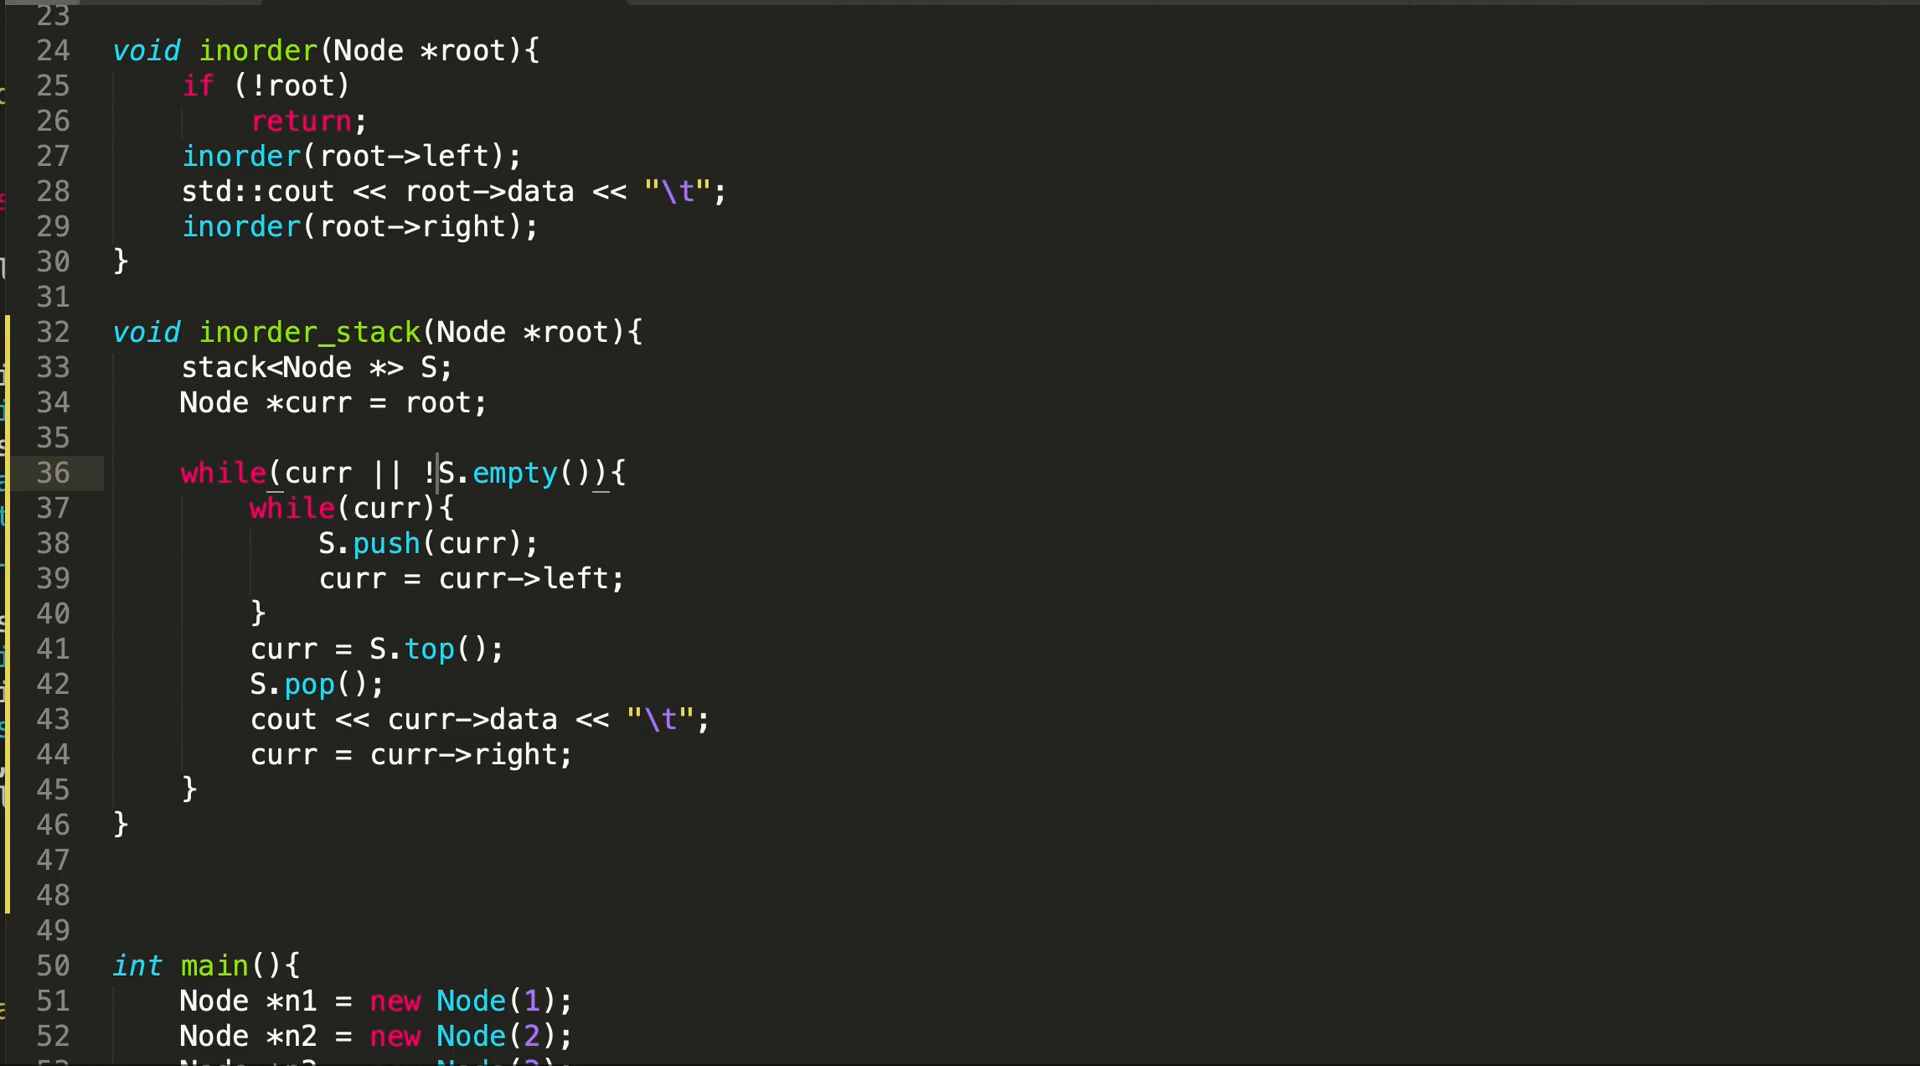 23
24 void inorder(Node *root){
25 if (!root)
26 return;
27 inorder(root->left);
28 std::cout << root->data << "\t";
29 inorder(root->right);
30 }
31
32 void inorder_stack(Node *root){
33 stack<Node *> S;
34 Node *curr = root;
35
36 while(curr || !S.empty()){
37 while(curr){
38 S.push(curr);
39 curr = curr->left;
40 }
41 curr = S.top();
42 S.pop();
43 cout << curr->data << "\t";
44 curr = curr->right;
45 }
46 }
47
48
49
50 int main(){
51 Node *n1 = new Node(1);
52 Node *n2 = new Node(2);